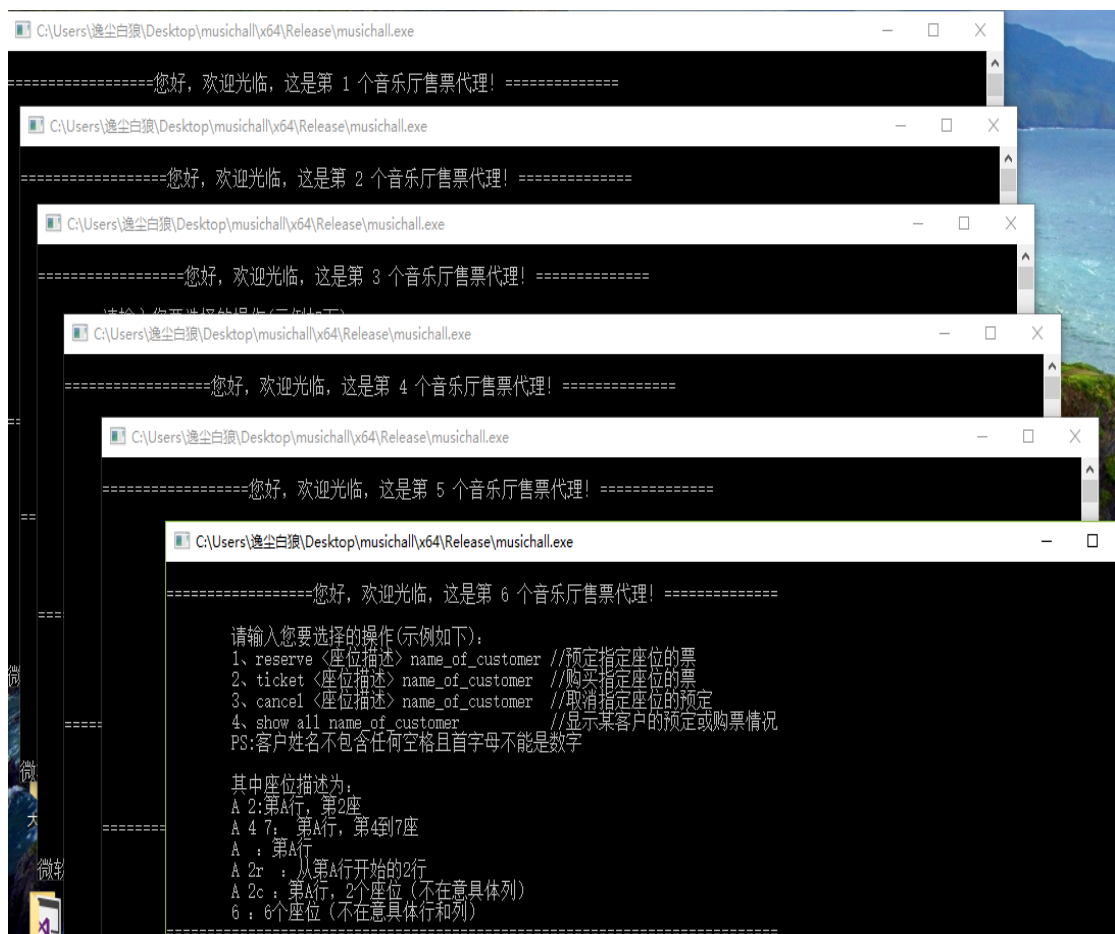 C:\Users\逸尘白狼\Desktop\musichall\x64\Release\musichall.exe
==================您好，欢迎光临，这是第 1 个音乐厅售票代理！==============
C:\Users\逸尘白狼\Desktop\musichall\x64\Release\musichall.exe
==================您好，欢迎光临，这是第 2 个音乐厅售票代理！==============
C:\Users\逸尘白狼\Desktop\musichall\x64\Release\musichall.exe
==================您好，欢迎光临，这是第 3 个音乐厅售票代理！==============
C:\Users\逸尘白狼\Desktop\musichall\x64\Release\musichall.exe
==================您好，欢迎光临，这是第 4 个音乐厅售票代理！==============
C:\Users\逸尘白狼\Desktop\musichall\x64\Release\musichall.exe
==================您好，欢迎光临，这是第 5 个音乐厅售票代理！==============
C:\Users\逸尘白狼\Desktop\musichall\x64\Release\musichall.exe
==================您好，欢迎光临，这是第 6 个音乐厅售票代理！==============
请输入您要选择的操作(示例如下)：
1、reserve <座位描述> name_of_customer //预定指定座位的票
2、ticket <座位描述> name_of_customer  //购买指定座位的票
3、cancel <座位描述> name_of_customer  //取消指定座位的预定
4、show all name_of_customer           //显示某客户的预定或购票情况
PS:客户姓名不包含任何空格且首字母不能是数字
其中座位描述为：
A 2:第A行，第2座
A 4 7： 第A行，第4到7座
A  ：第A行
A 2r  ：从第A行开始的2行
A 2c ：第A行，2个座位（不在意具体列）
6 ：6个座位（不在意具体行和列）
微软